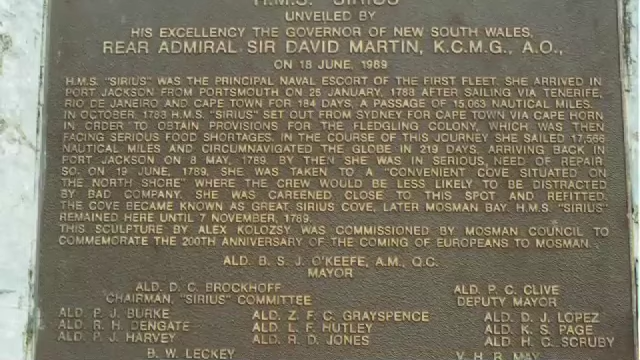 H.M.S. "SIRIUS"
UNVEILED BY
HIS EXCELLENCY THE GOVERNOR OF NEW SOUTH WALES,
REAR ADMIRAL SIR DAVID MARTIN, K.C.M.G., A.O.,
ON 18 JUNE, 1989
H.M.S. "SIRIUS" WAS THE PRINCIPAL NAVAL ESCORT OF THE FIRST FLEET. SHE ARRIVED IN
PORT JACKSON FROM PORTSMOUTH ON 26 JANUARY, 1788 AFTER SAILING VIA TENERIFE,
RIO DE JANEIRO AND CAPE TOWN FOR 184 DAYS, A PASSAGE OF 15,063 NAUTICAL MILES.
IN OCTOBER, 1788 H.M.S. "SIRIUS" SET OUT FROM SYDNEY FOR CAPE TOWN VIA CAPE HORN
IN ORDER TO OBTAIN PROVISIONS FOR THE FLEDGLING COLONY, WHICH WAS THEN
FACING SERIOUS FOOD SHORTAGES. IN THE COURSE OF THIS JOURNEY SHE SAILED 17,566
NAUTICAL MILES AND CIRCUMNAVIGATED THE GLOBE IN 219 DAYS, ARRIVING BACK IN
PORT JACKSON ON 8 MAY, 1789. BY THEN SHE WAS IN SERIOUS NEED OF REPAIR
SO, ON 19 JUNE, 1789, SHE WAS TAKEN TO A "CONVENIENT COVE SITUATED ON
THE NORTH SHORE" WHERE THE CREW WOULD BE LESS LIKELY TO BE DISTRACTED
BY BAD COMPANY. SHE WAS CAREENED CLOSE TO THIS SPOT AND REFITTED.
THE COVE BECAME KNOWN AS GREAT SIRIUS COVE, LATER MOSMAN BAY. H.M.S. "SIRIUS"
REMAINED HERE UNTIL 7 NOVEMBER, 1789.
THIS SCULPTURE BY ALEX KOLOZSY WAS COMMISSIONED BY MOSMAN COUNCIL TO
COMMEMORATE THE 200TH ANNIVERSARY OF THE COMING OF EUROPEANS TO MOSMAN.
ALD. B. S. J. O'KEEFE, A.M., Q.C.
MAYOR
ALD. D. C. BROCKHOFF ALD. P. C. CLIVE
CHAIRMAN, "SIRIUS" COMMITTEE DEPUTY MAYOR
ALD. P. J. BURKE ALD. Z. F. C. GRAYSPENCE ALD. D. J. LOPEZ
ALD. R. H. DENGATE ALD. L. F. HUTLEY ALD. K. S. PAGE
ALD. P. J. HARVEY ALD. R. D. JONES ALD. H. C. SCRUBY
B. W. LECKEY V. H. R. MAY